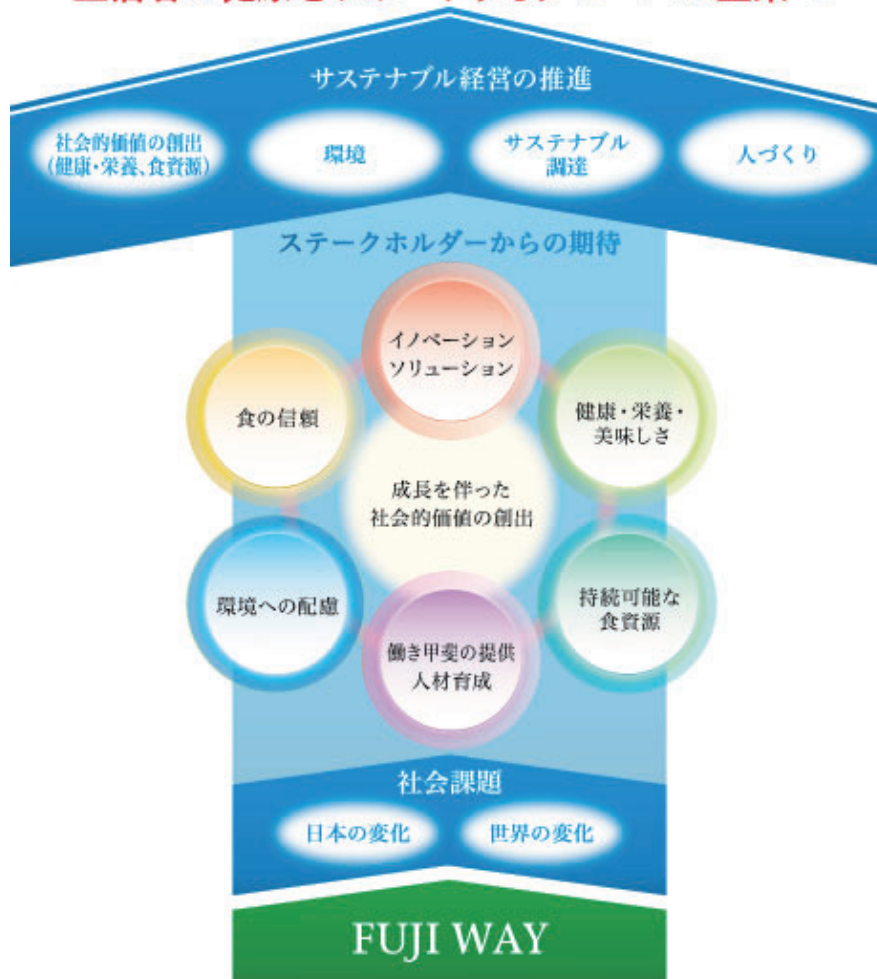 サステナブル経営の推進
社会的価値の創出
(健康・栄養、食資源)
環境
サステナブル
調達
人づくり
ステークホルダーからの期待
イノベーション
ソリューション
食の信頼
健康・栄養・
美味しさ
成長を伴った
社会的価値の創出
環境への配慮
持続可能な
食資源
働き甲斐の提供
人材育成
社会課題
日本の変化
世界の変化
FUJI WAY